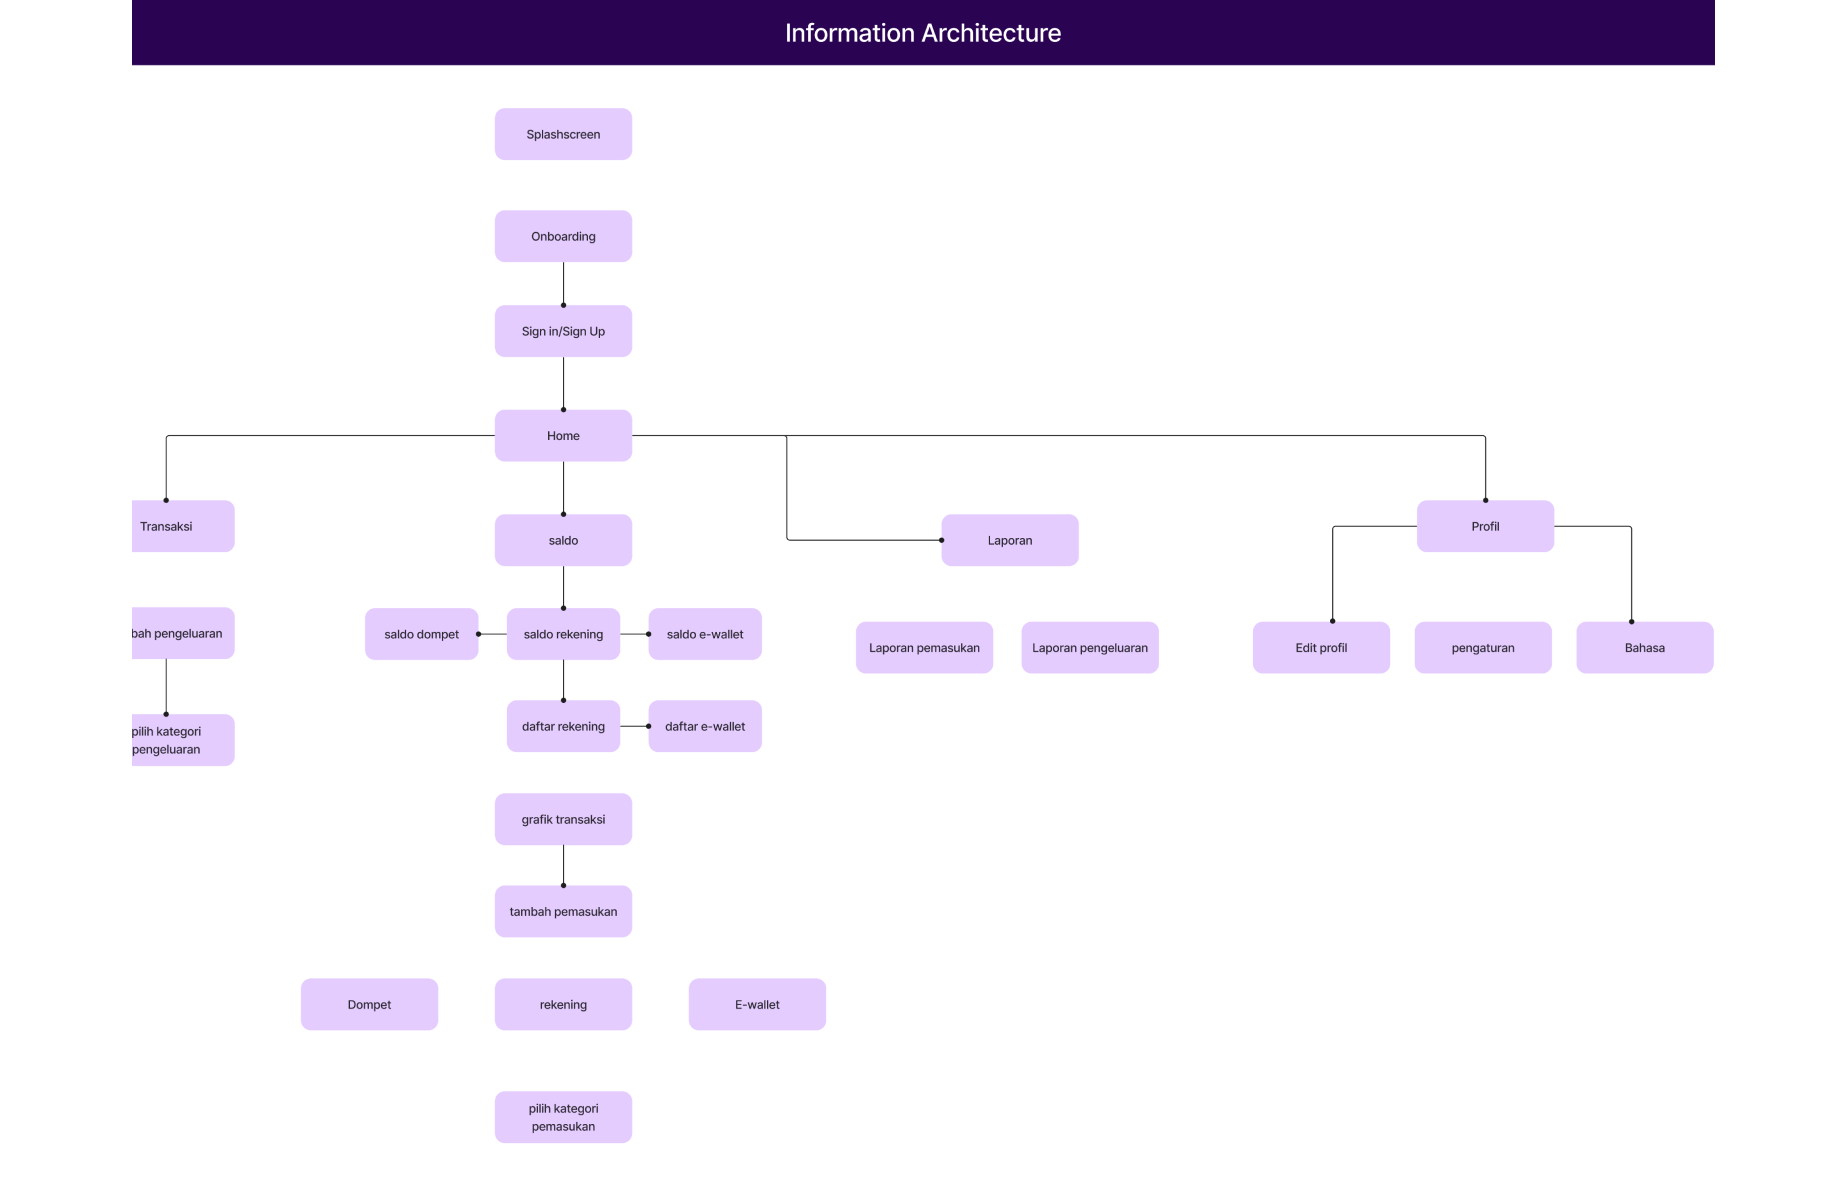 Information Architecture
Splashscreen
Onboarding
Sign in/Sign Up
Home
Transaksi
saldo
Laporan
Profil
bah pengeluaran
saldo dompet
saldo rekening
saldo e-wallet
Laporan pemasukan
Laporan pengeluaran
Edit profil
pengaturan
Bahasa
pilih kategori
pengeluaran
daftar rekening
daftar e-wallet
grafik transaksi
tambah pemasukan
Dompet
rekening
E-wallet
pilih kategori
pemasukan